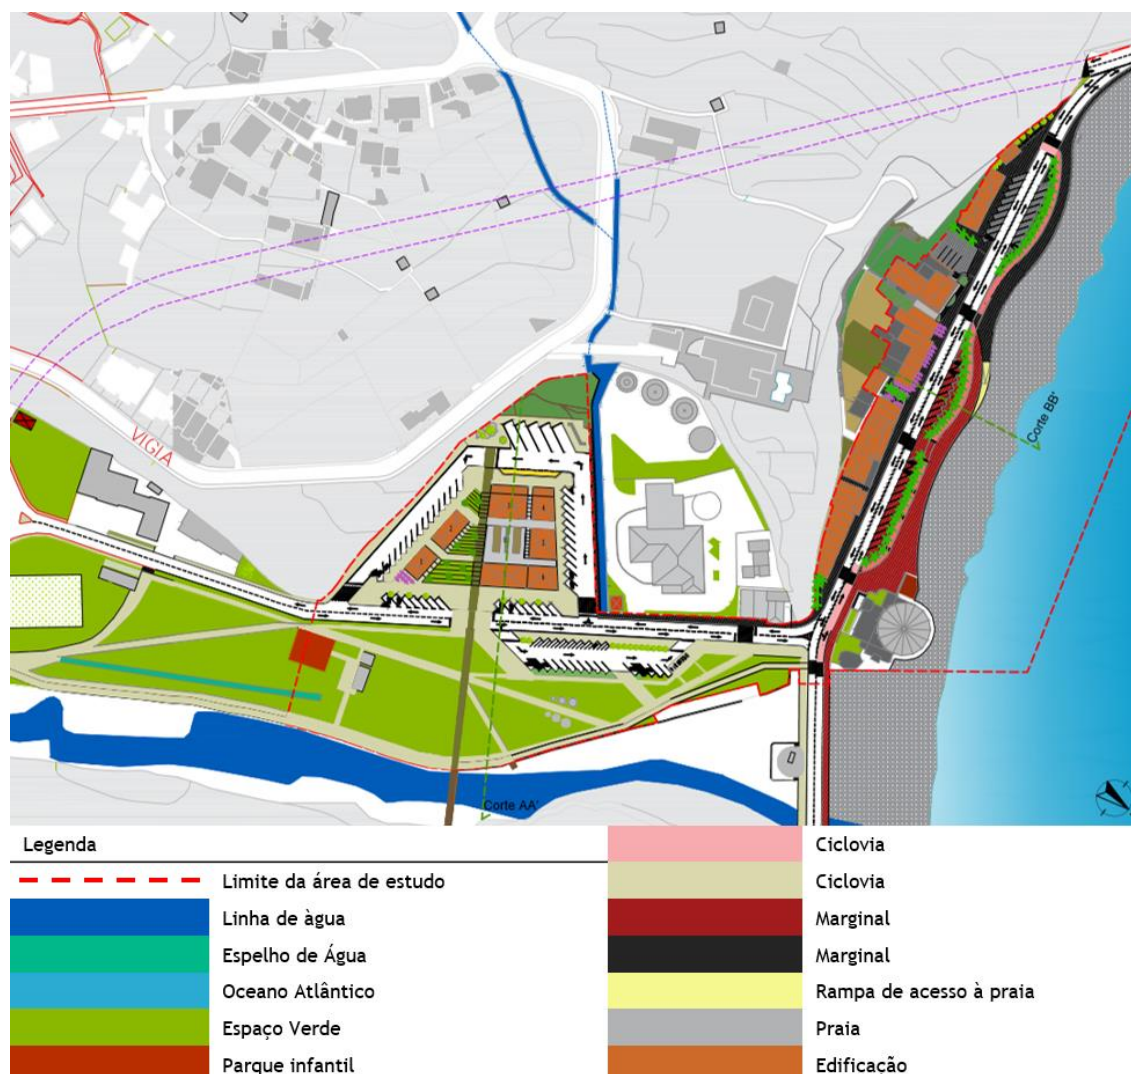 VIGIA
Corte BB'
Corte AA'
Legenda
Limite da área de estudo
Linha de àgua
Espelho de Água
Oceano Atlântico
Espaço Verde
Parque infantil
Ciclovia
Ciclovia
Marginal
Marginal
Rampa de acesso à praia
Praia
Edificação